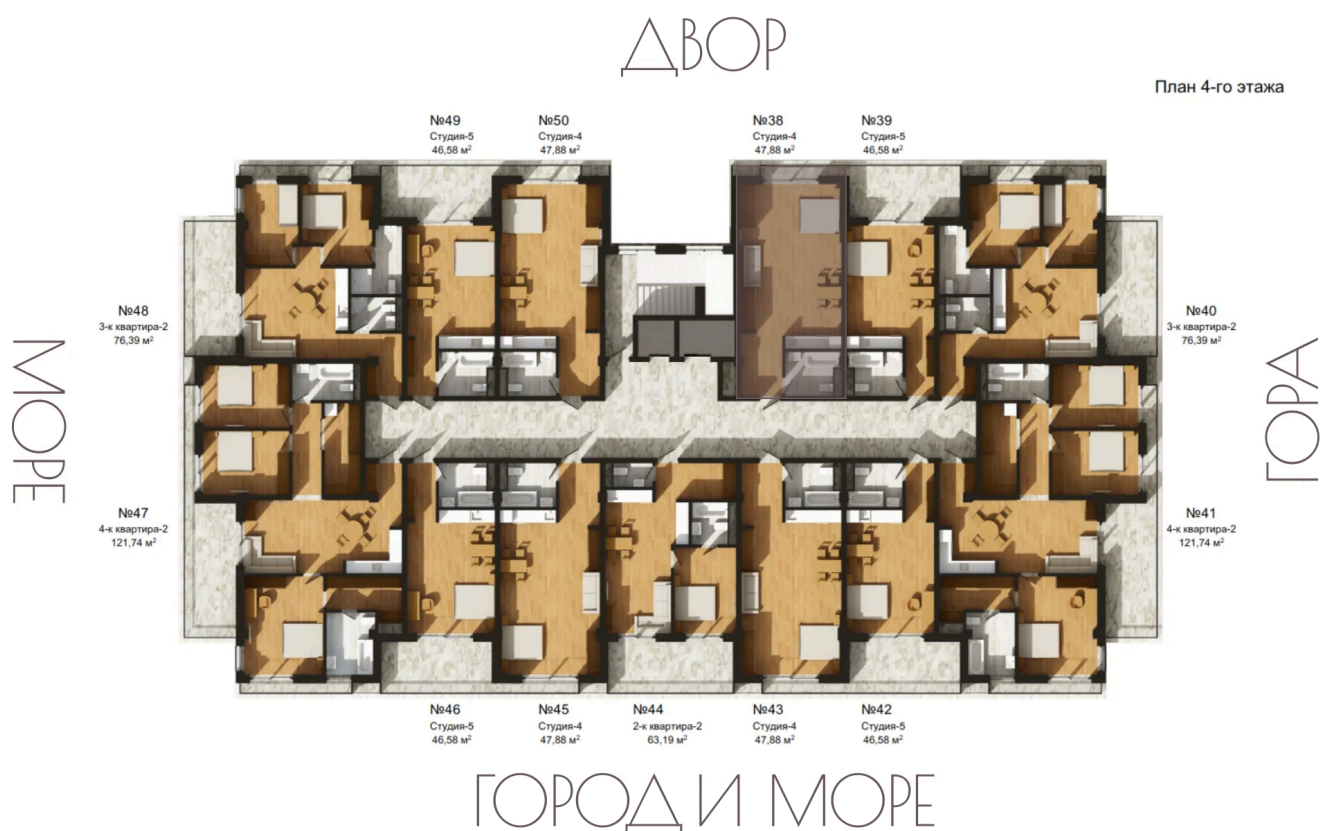 ДВОР
План 4-го этажа
№49
Студия-5
46,58 м²
№50
Студия-4
47,88 м²
№38
Студия-4
47,88 м²
№39
Студия-5
46,58 м²
№48
3-к квартира-2
76,39 м²
№40
3-к квартира-2
76,39 м²
МОРЕ
ГОРА
№47
4-к квартира-2
121,74 м²
№41
4-к квартира-2
121,74 м²
№46
Студия-5
46,58 м²
№45
Студия-4
47,88 м²
№44
2-к квартира-2
63,19 м²
№43
Студия-4
47,88 м²
№42
Студия-5
46,58 м²
ГОРОД И МОРЕ